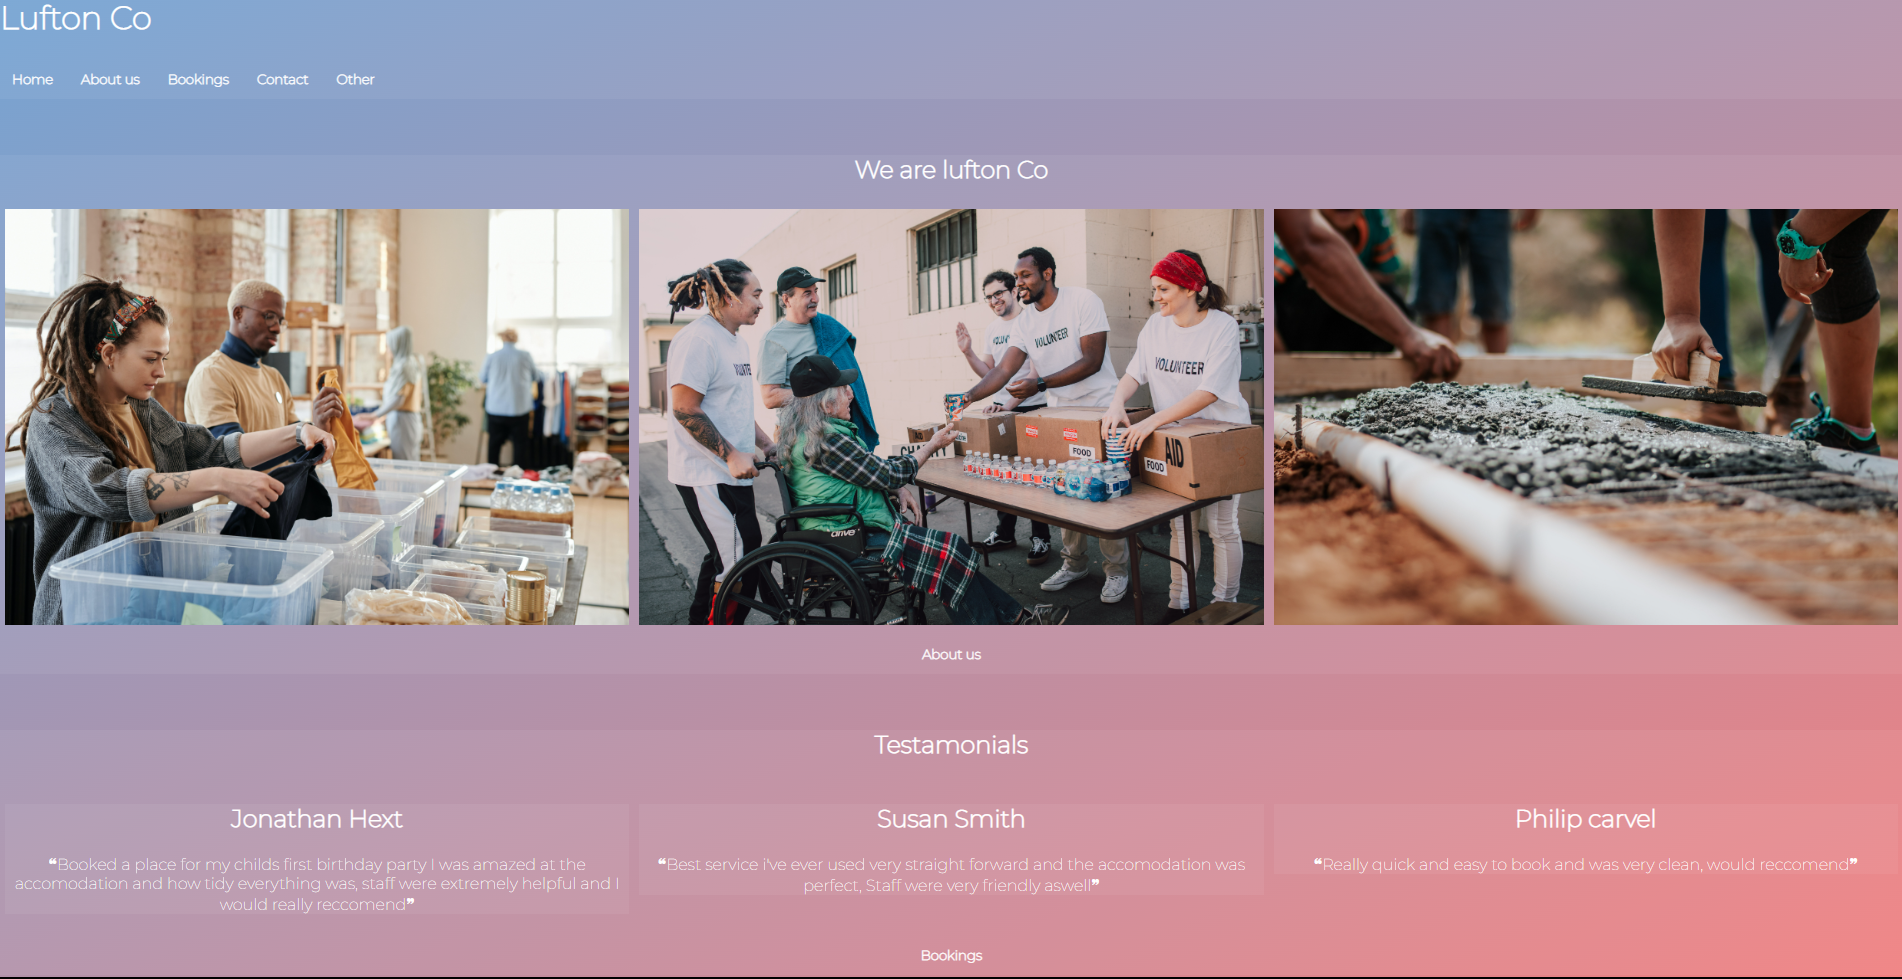 Lufton Co
Home About us Bookings Contact Other
We are lufton Co
VOLUNTEER
VOLUNTEER
AID
FOOD
FOOD
drive
About us
Testamonials
Jonathan Hext
❝Booked a place for my childs first birthday party I was amazed at the
accomodation and how tidy everything was, staff were extremely helpful and I
would really reccomend❞
Susan Smith
❝Best service i've ever used very straight forward and the accomodation was
perfect, Staff were very friendly aswell❞
Philip carvel
❝Really quick and easy to book and was very clean, would reccomend❞
Bookings